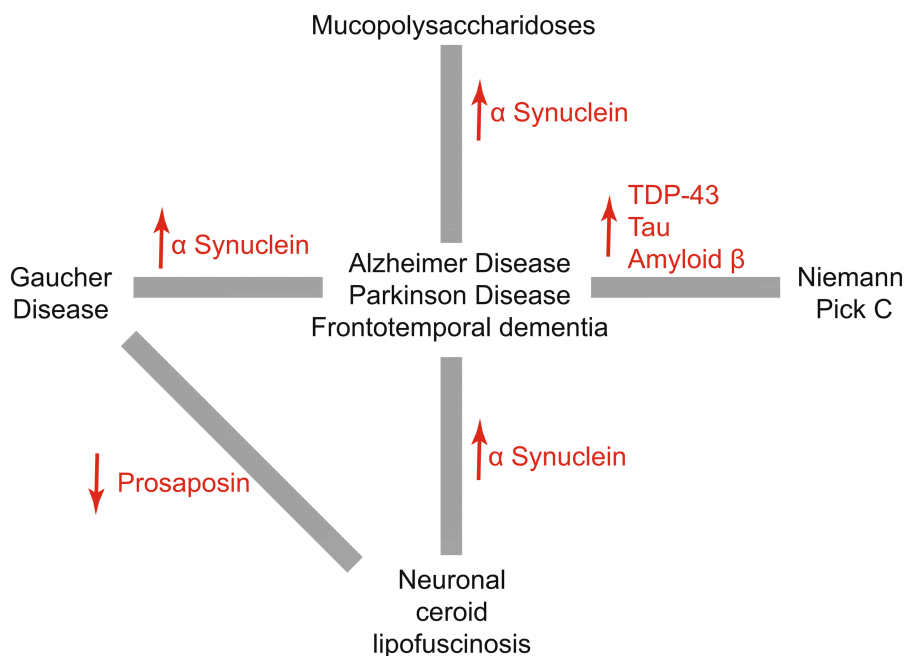 Mucopolysaccharidoses
α Synuclein
TDP-43
Tau
Amyloid β
α Synuclein
Gaucher
Disease
Alzheimer Disease
Parkinson Disease
Frontotemporal dementia
Niemann
Pick C
α Synuclein
Prosaposin
Neuronal
ceroid
lipofuscinosis